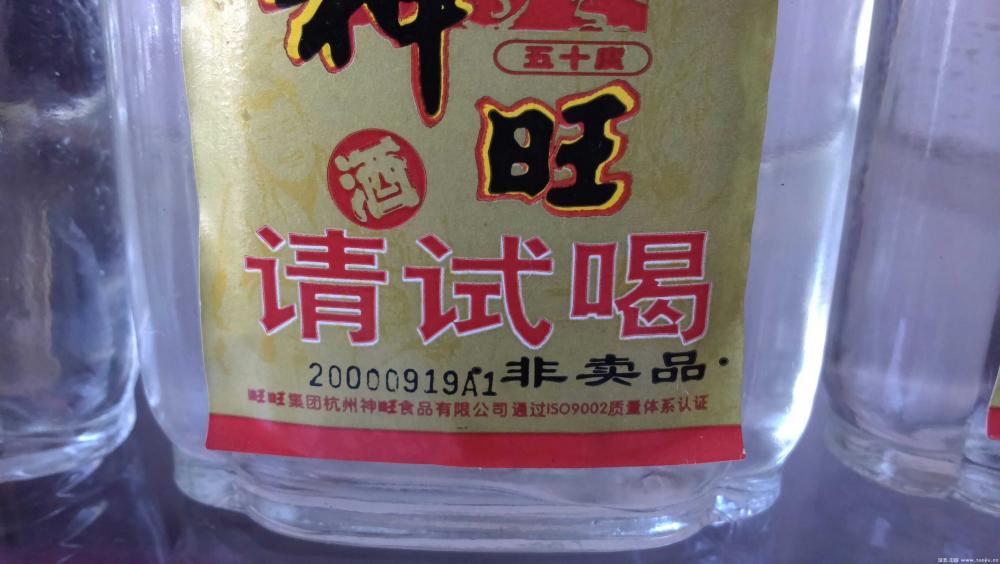 神
五十度
旺
酒
请试喝
20000919A1 非卖品
旺旺集团杭州神旺食品有限公司 通过ISO9002质量体系认证